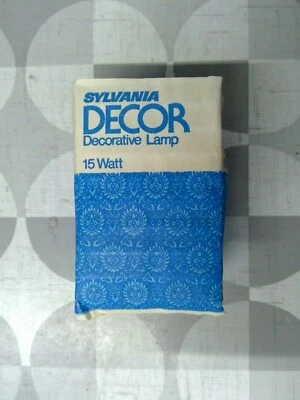 SYLVANIA
DECOR
Decorative Lamp
15 Watt